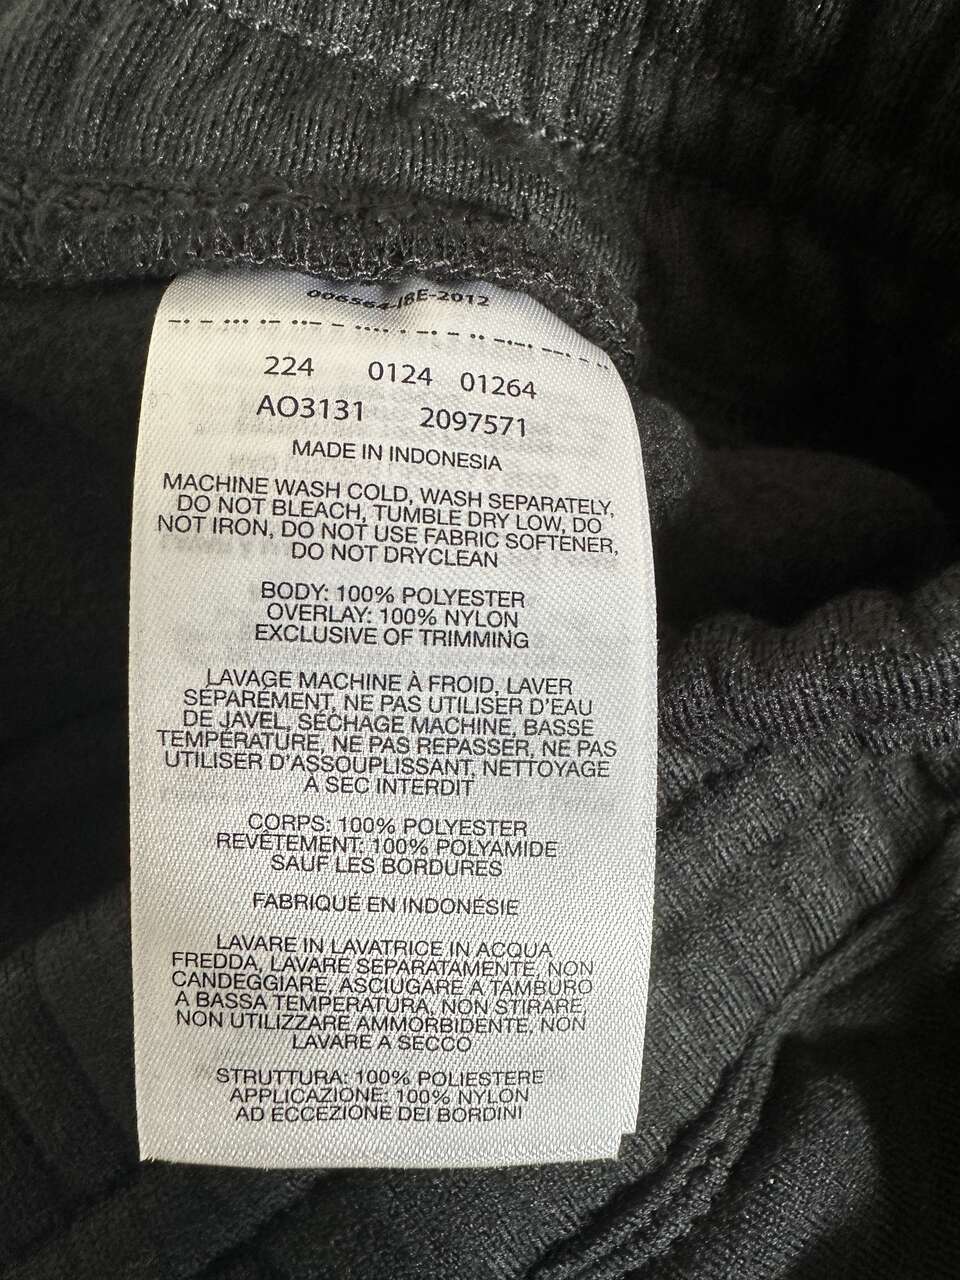 006564-IBE-2012
224 0124 01264
AO3131 2097571
MADE IN INDONESIA
MACHINE WASH COLD, WASH SEPARATELY,
DO NOT BLEACH, TUMBLE DRY LOW, DO
NOT IRON, DO NOT USE FABRIC SOFTENER,
DO NOT DRYCLEAN
BODY: 100% POLYESTER
OVERLAY: 100% NYLON
EXCLUSIVE OF TRIMMING
LAVAGE MACHINE À FROID, LAVER
SÉPARÉMENT, NE PAS UTILISER D'EAU
DE JAVEL, SÉCHAGE MACHINE, BASSE
TEMPÉRATURE, NE PAS REPASSER, NE PAS
UTILISER D'ASSOUPLISSANT, NETTOYAGE
À SEC INTERDIT
CORPS: 100% POLYESTER
REVÊTEMENT: 100% POLYAMIDE
SAUF LES BORDURES
FABRIQUÉ EN INDONÉSIE
LAVARE IN LAVATRICE IN ACQUA
FREDDA, LAVARE SEPARATAMENTE, NON
CANDEGGIARE, ASCIUGARE A TAMBURO
A BASSA TEMPERATURA, NON STIRARE,
NON UTILIZZARE AMMORBIDENTE, NON
LAVARE A SECCO
STRUTTURA: 100% POLIESTERE
APPLICAZIONE: 100% NYLON
AD ECCEZIONE DEI BORDINI